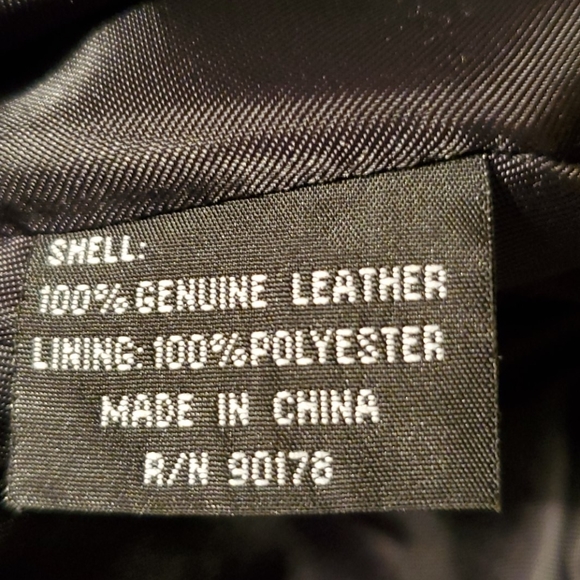 SHELL:
100% GENUINE LEATHER
LINING: 100% POLYESTER
MADE IN CHINA
R/N 90178